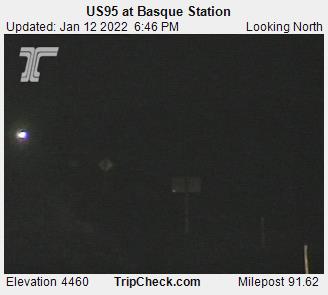 US95 at Basque Station
Updated: Jan 12 2022 6:46 PM Looking North
Elevation 4460 TripCheck.com Milepost 91.62